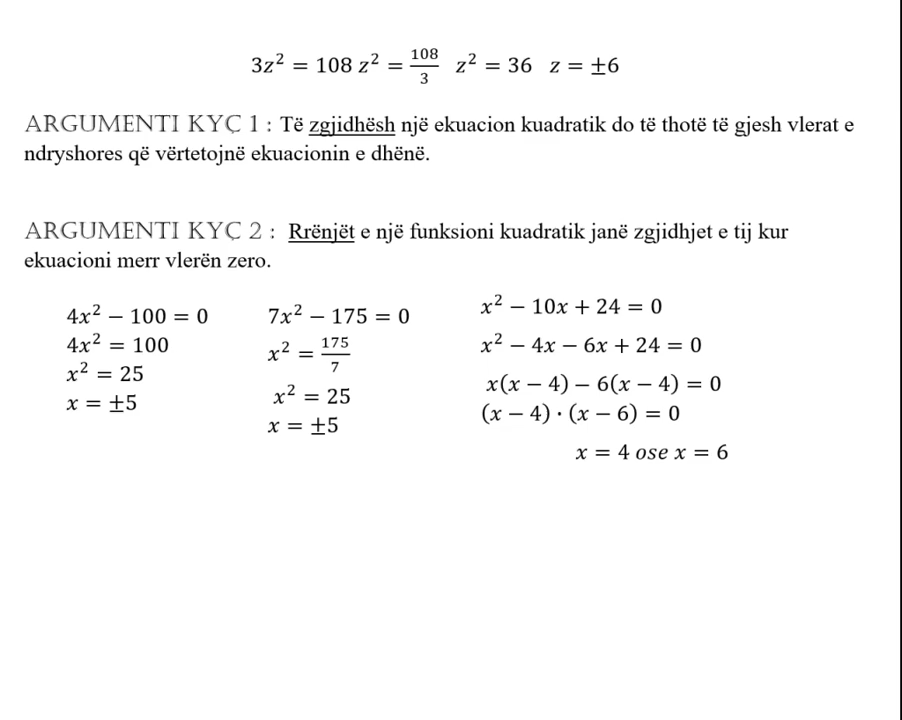 3z² = 108 z² = 108/3 z² = 36 z = ±6
ARGUMENTI KYÇ 1 : Të zgjidhësh një ekuacion kuadratik do të thotë të gjesh vlerat e
ndryshores që vërtetojnë ekuacionin e dhënë.
ARGUMENTI KYÇ 2 : Rrënjët e një funksioni kuadratik janë zgjidhjet e tij kur
ekuacioni merr vlerën zero.
4x² − 100 = 0
4x² = 100
x² = 25
x = ±5
7x² − 175 = 0
x² = 175/7
x² = 25
x = ±5
x² − 10x + 24 = 0
x² − 4x − 6x + 24 = 0
x(x − 4) − 6(x − 4) = 0
(x − 4) · (x − 6) = 0
x = 4 ose x = 6